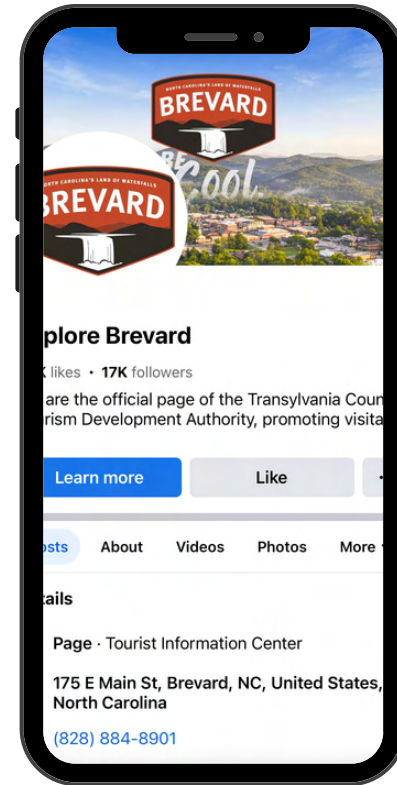 NORTH CAROLINA'S LAND OF WATERFALLS
BREVARD
BE
Cool.
NORTH CAROLINA'S LAND OF WATERFALLS
BREVARD
plore Brevard
K likes • 17K followers
are the official page of the Transylvania Coun
rism Development Authority, promoting visita
Learn more
Like
osts
About
Videos
Photos
More
tails
Page · Tourist Information Center
175 E Main St, Brevard, NC, United States,
North Carolina
(828) 884-8901